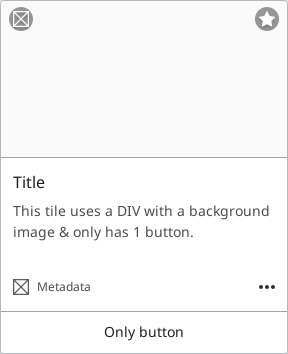 Title
This tile uses a DIV with a background
image & only has 1 button.
Metadata
Only button